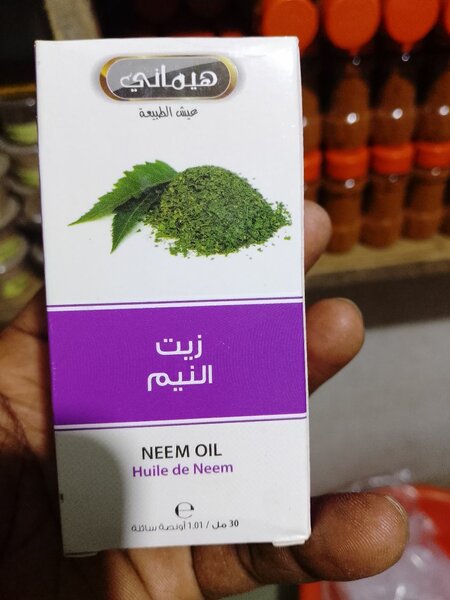 هيماني
عيش الطبيعة
زيت
النيم
NEEM OIL
Huile de Neem
℮
30 مل / 1.01 أونصة سائلة